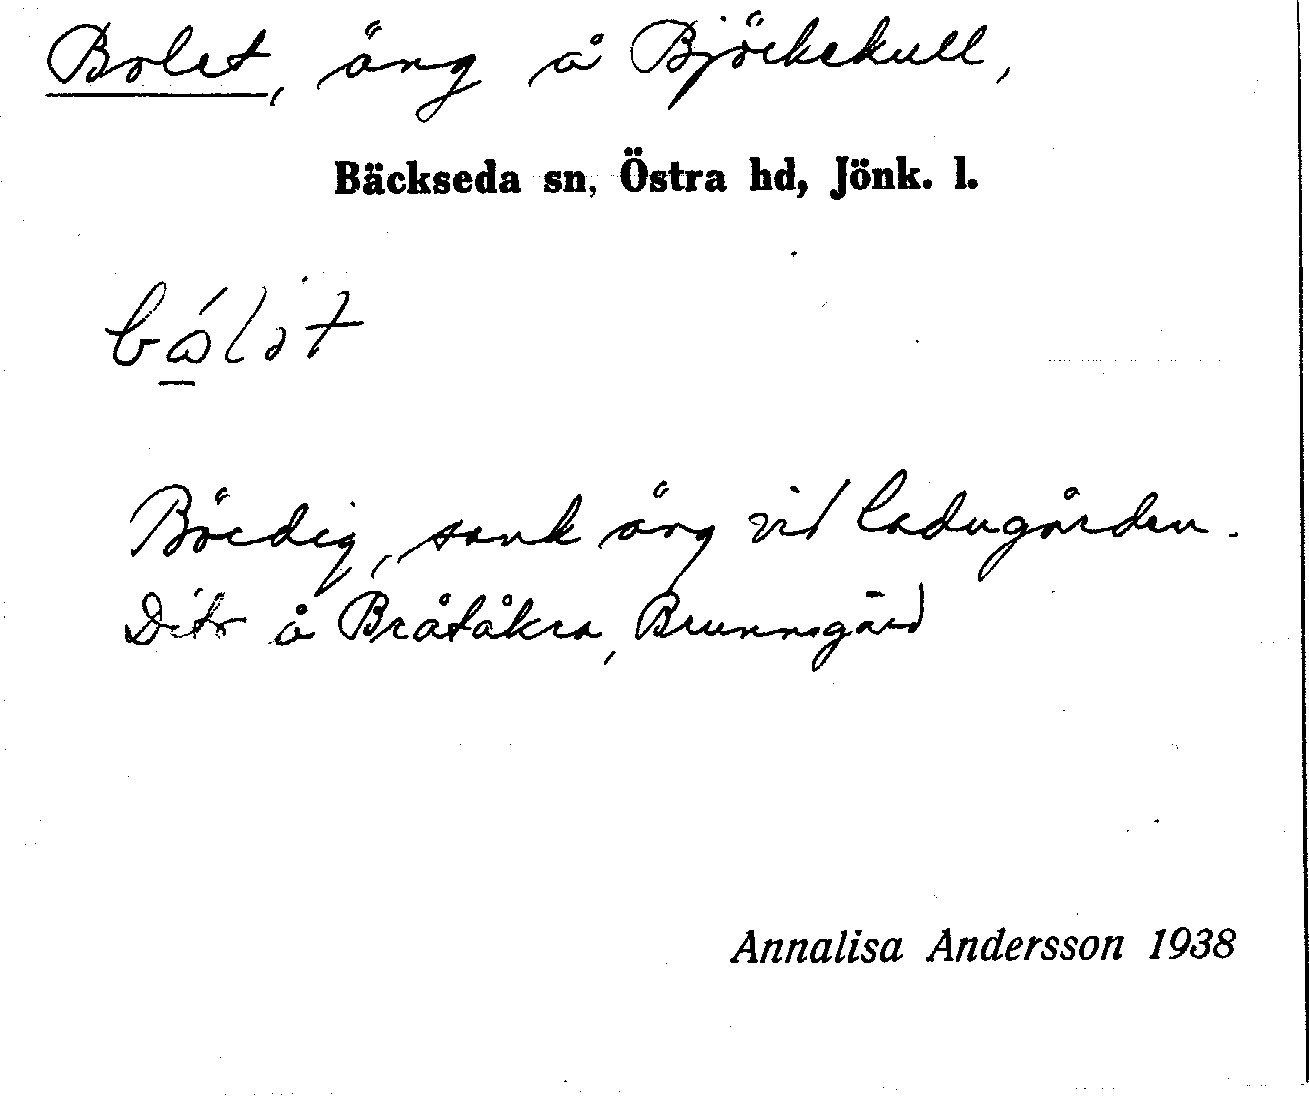 Bolet, äng å Björkekull,
Bäckseda sn, Östra hd, Jönk. l.
Bördig, sank äng vid ladugården.
Dito å Bråtåkra, Brunnsgård
Annalisa Andersson 1938